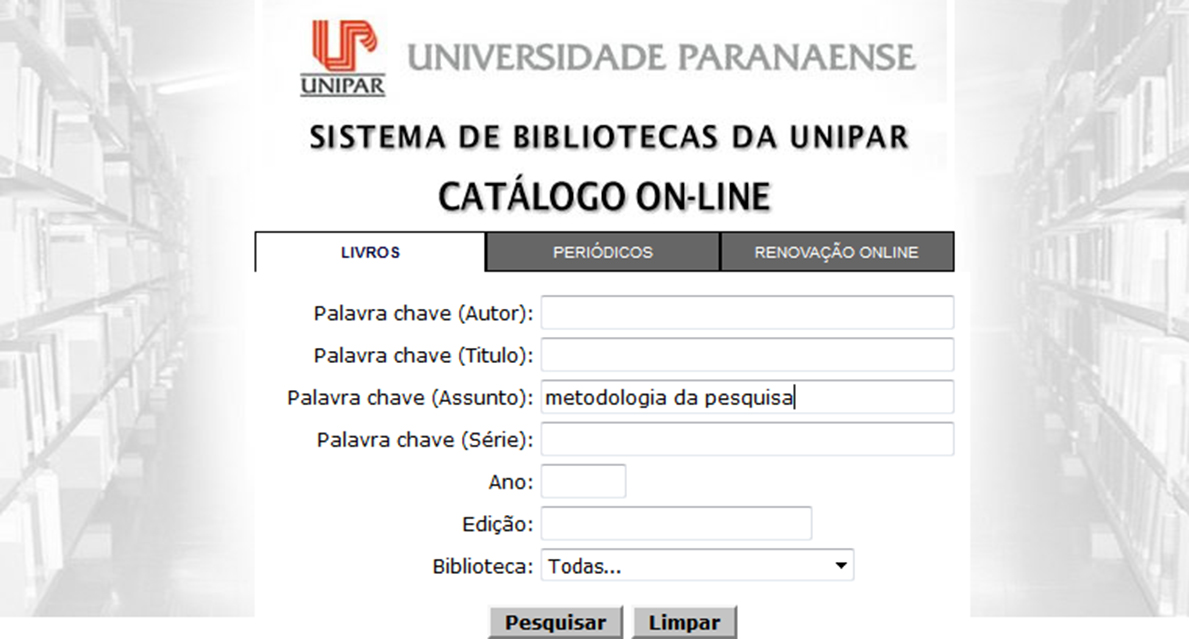 UNIPAR
UNIVERSIDADE PARANAENSE
SISTEMA DE BIBLIOTECAS DA UNIPAR
CATÁLOGO ON-LINE
LIVROS PERIÓDICOS RENOVAÇÃO ONLINE
Palavra chave (Autor):
Palavra chave (Titulo):
Palavra chave (Assunto): metodologia da pesquisa
Palavra chave (Série):
Ano:
Edição:
Biblioteca: Todas...
Pesquisar Limpar